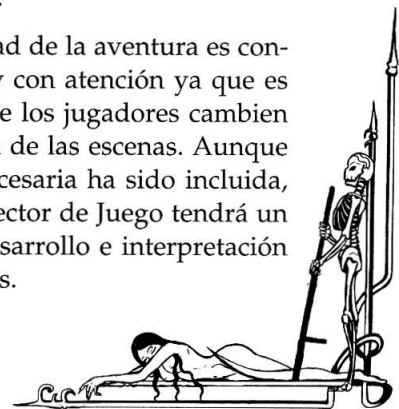 ad de la aventura es con-
y con atención ya que es
e los jugadores cambien
de las escenas. Aunque
cesaria ha sido incluida,
ector de Juego tendrá un
sarrollo e interpretación
s.